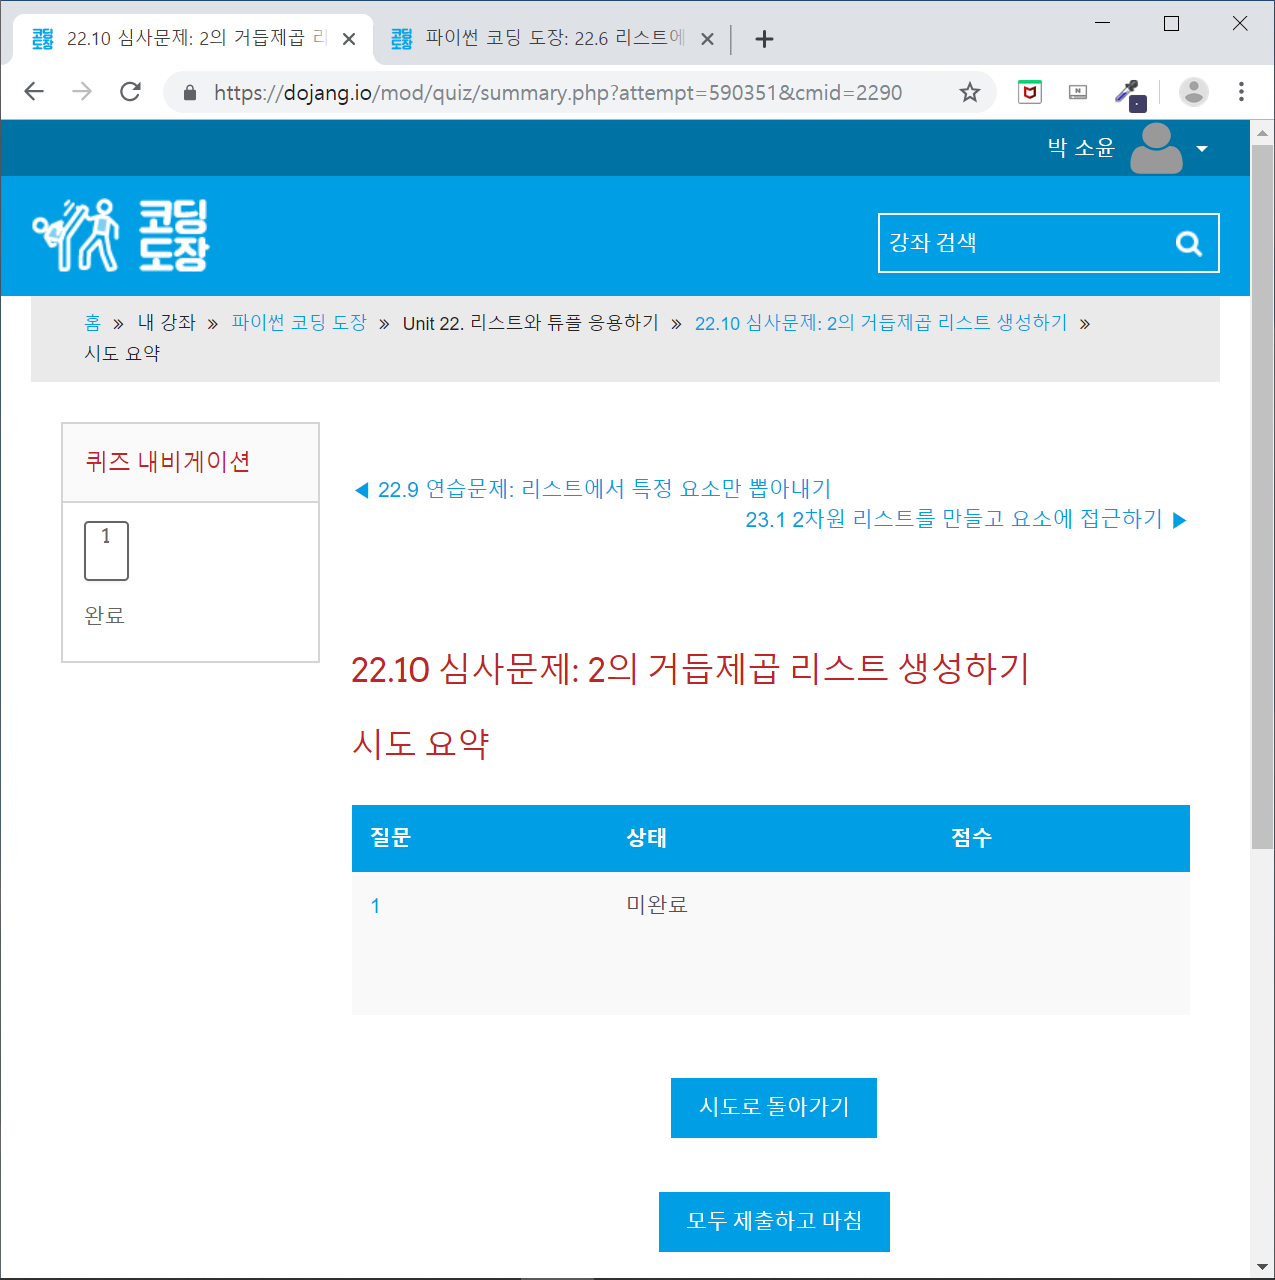 22.10 심사문제: 2의 거듭제곱 리
파이썬 코딩 도장: 22.6 리스트에
https://dojang.io/mod/quiz/summary.php?attempt=590351&cmid=2290
박 소윤
코딩
도장
강좌 검색
홈 » 내 강좌 » 파이썬 코딩 도장 » Unit 22. 리스트와 튜플 응용하기 » 22.10 심사문제: 2의 거듭제곱 리스트 생성하기 »
시도 요약
퀴즈 내비게이션
1
완료
◀ 22.9 연습문제: 리스트에서 특정 요소만 뽑아내기
23.1 2차원 리스트를 만들고 요소에 접근하기 ▶
22.10 심사문제: 2의 거듭제곱 리스트 생성하기
시도 요약
질문 상태 점수
1 미완료
시도로 돌아가기
모두 제출하고 마침